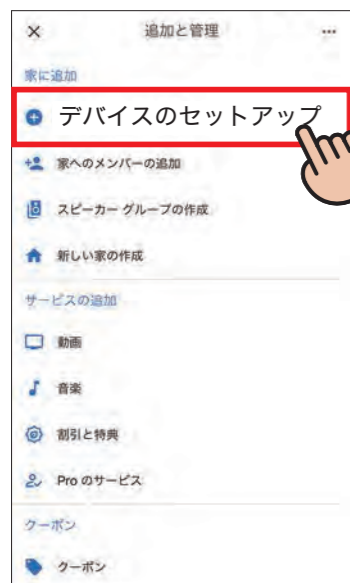 追加と管理
家に追加
デバイスのセットアップ
家へのメンバーの追加
スピーカー グループの作成
新しい家の作成
サービスの追加
動画
音楽
割引と特典
Pro のサービス
クーポン
クーポン